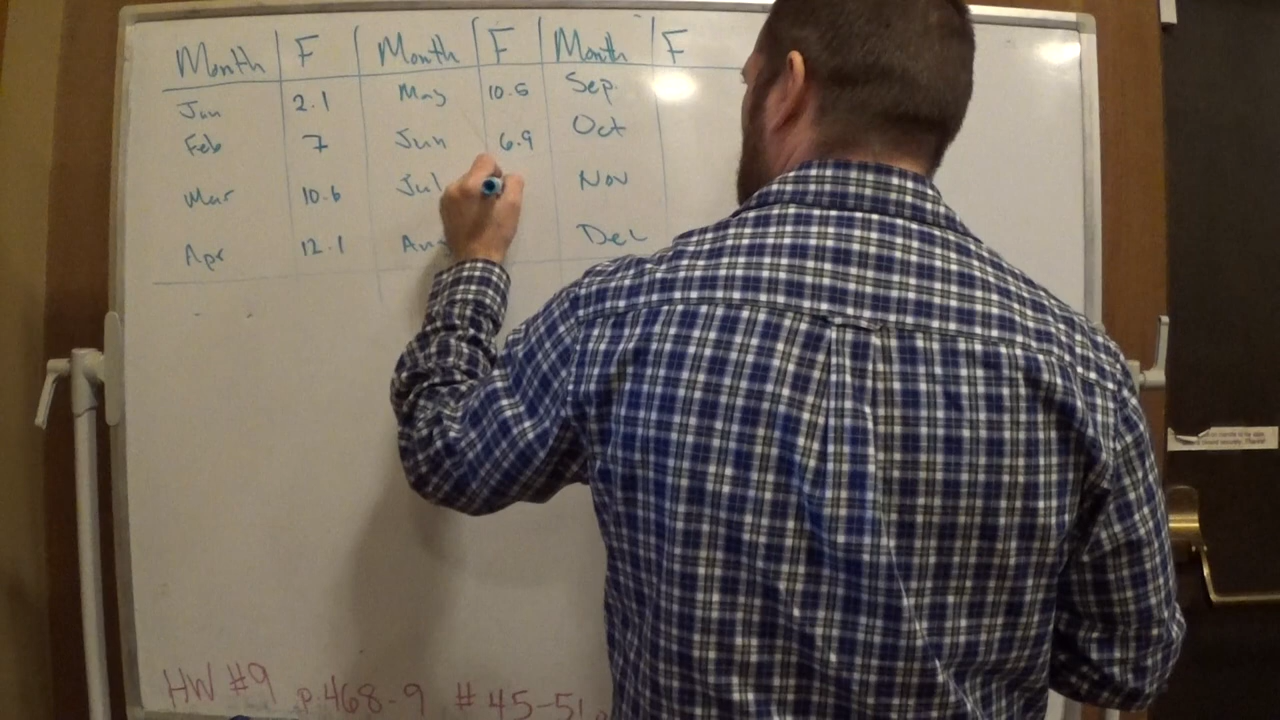 Month F Month F Month F
Jan 2.1 May 10.5 Sep.
Feb 7 Jun 6.9 Oct
Mar 10.6 Jul Nov
Apr 12.1 Aug Dec
HW #9 p.468-9 #45-51